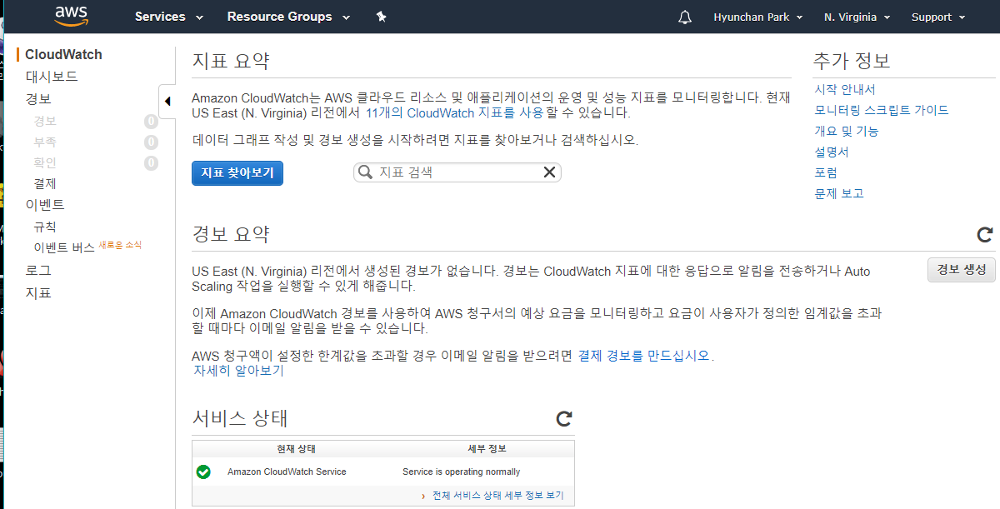 aws Services Resource Groups Hyunchan Park N. Virginia Support
CloudWatch
대시보드
경보
경보 0
부족 0
확인 0
결제
이벤트
규칙
이벤트 버스 새로운 소식
로그
지표
지표 요약
Amazon CloudWatch는 AWS 클라우드 리소스 및 애플리케이션의 운영 및 성능 지표를 모니터링합니다. 현재
US East (N. Virginia) 리전에서 11개의 CloudWatch 지표를 사용할 수 있습니다.
데이터 그래프 작성 및 경보 생성을 시작하려면 지표를 찾아보거나 검색하십시오.
지표 찾아보기 지표 검색
추가 정보
시작 안내서
모니터링 스크립트 가이드
개요 및 기능
설명서
포럼
문제 보고
경보 요약
US East (N. Virginia) 리전에서 생성된 경보가 없습니다. 경보는 CloudWatch 지표에 대한 응답으로 알림을 전송하거나 Auto
Scaling 작업을 실행할 수 있게 해줍니다.
경보 생성
이제 Amazon CloudWatch 경보를 사용하여 AWS 청구서의 예상 요금을 모니터링하고 요금이 사용자가 정의한 임계값을 초과
할 때마다 이메일 알림을 받을 수 있습니다.
AWS 청구액이 설정한 한계값을 초과할 경우 이메일 알림을 받으려면 결제 경보를 만드십시오.
자세히 알아보기
서비스 상태
현재 상태 세부 정보
Amazon CloudWatch Service Service is operating normally
› 전체 서비스 상태 세부 정보 보기